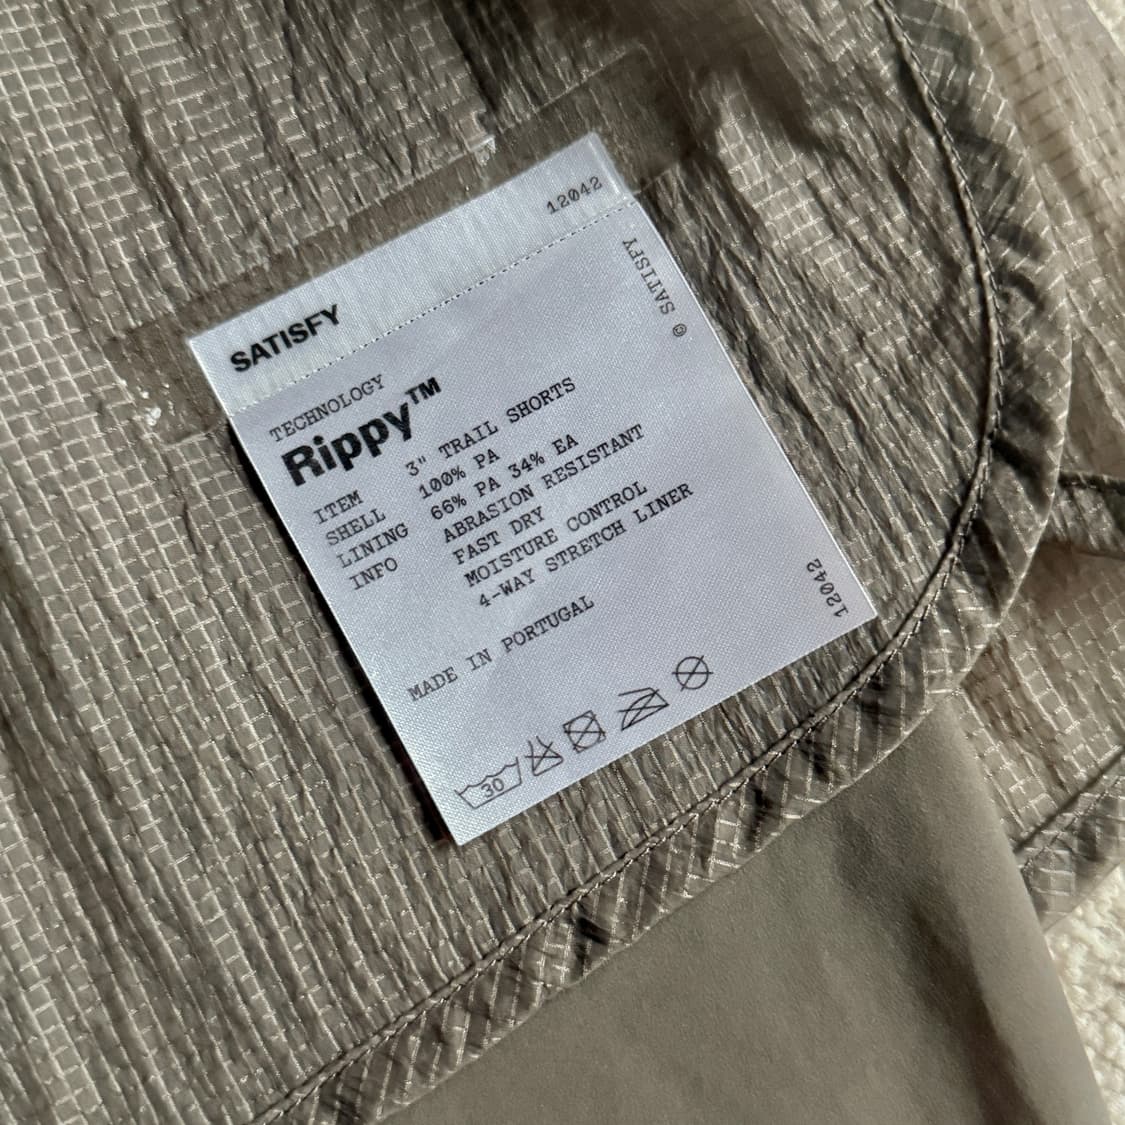 12042
SATISFY
© SATISFY
TECHNOLOGY
Rippy™
ITEM 3" TRAIL SHORTS
SHELL 100% PA
LINING 66% PA 34% EA
INFO ABRASION RESISTANT
FAST DRY
MOISTURE CONTROL
4-WAY STRETCH LINER
MADE IN PORTUGAL
12042
30